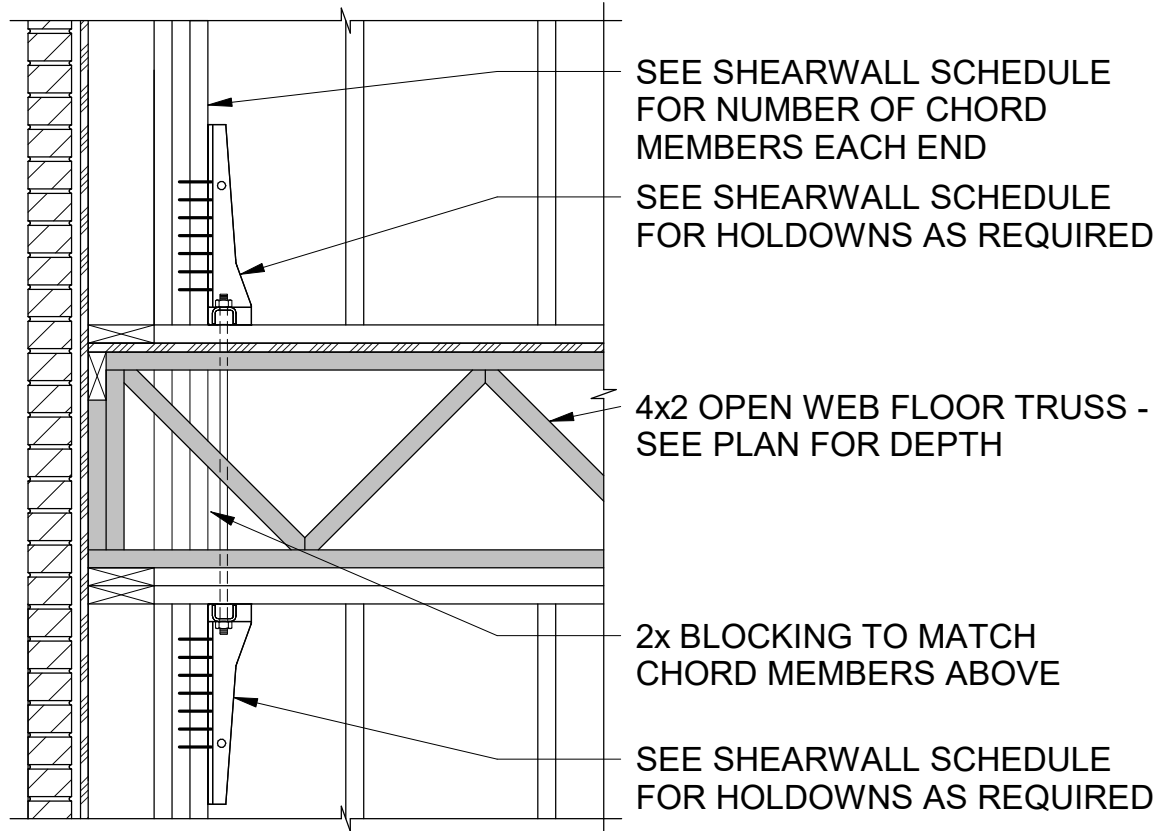 SEE SHEARWALL SCHEDULE
FOR NUMBER OF CHORD
MEMBERS EACH END
SEE SHEARWALL SCHEDULE
FOR HOLDOWNS AS REQUIRED
4x2 OPEN WEB FLOOR TRUSS -
SEE PLAN FOR DEPTH
2x BLOCKING TO MATCH
CHORD MEMBERS ABOVE
SEE SHEARWALL SCHEDULE
FOR HOLDOWNS AS REQUIRED